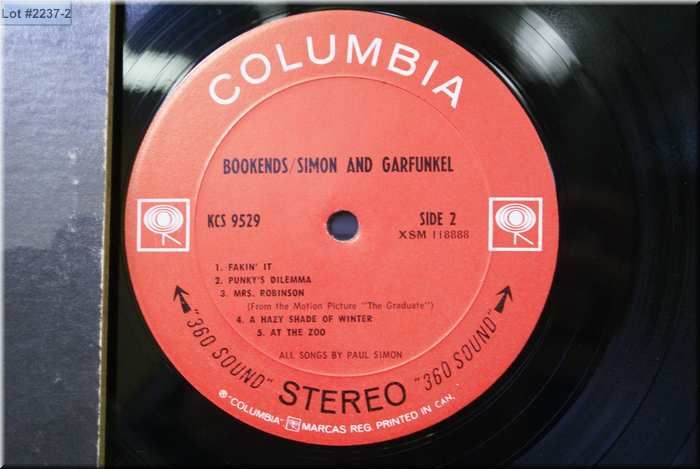 Lot #2237-2
COLUMBIA
BOOKENDS/SIMON AND GARFUNKEL
KCS 9529
SIDE 2
XSM 118888
1. FAKIN' IT
2. PUNKY'S DILEMMA
3. MRS. ROBINSON
(From the Motion Picture "The Graduate")
4. A HAZY SHADE OF WINTER
5. AT THE ZOO
ALL SONGS BY PAUL SIMON
"360 SOUND" STEREO "360 SOUND"
® "COLUMBIA" MARCAS REG. PRINTED IN CAN.